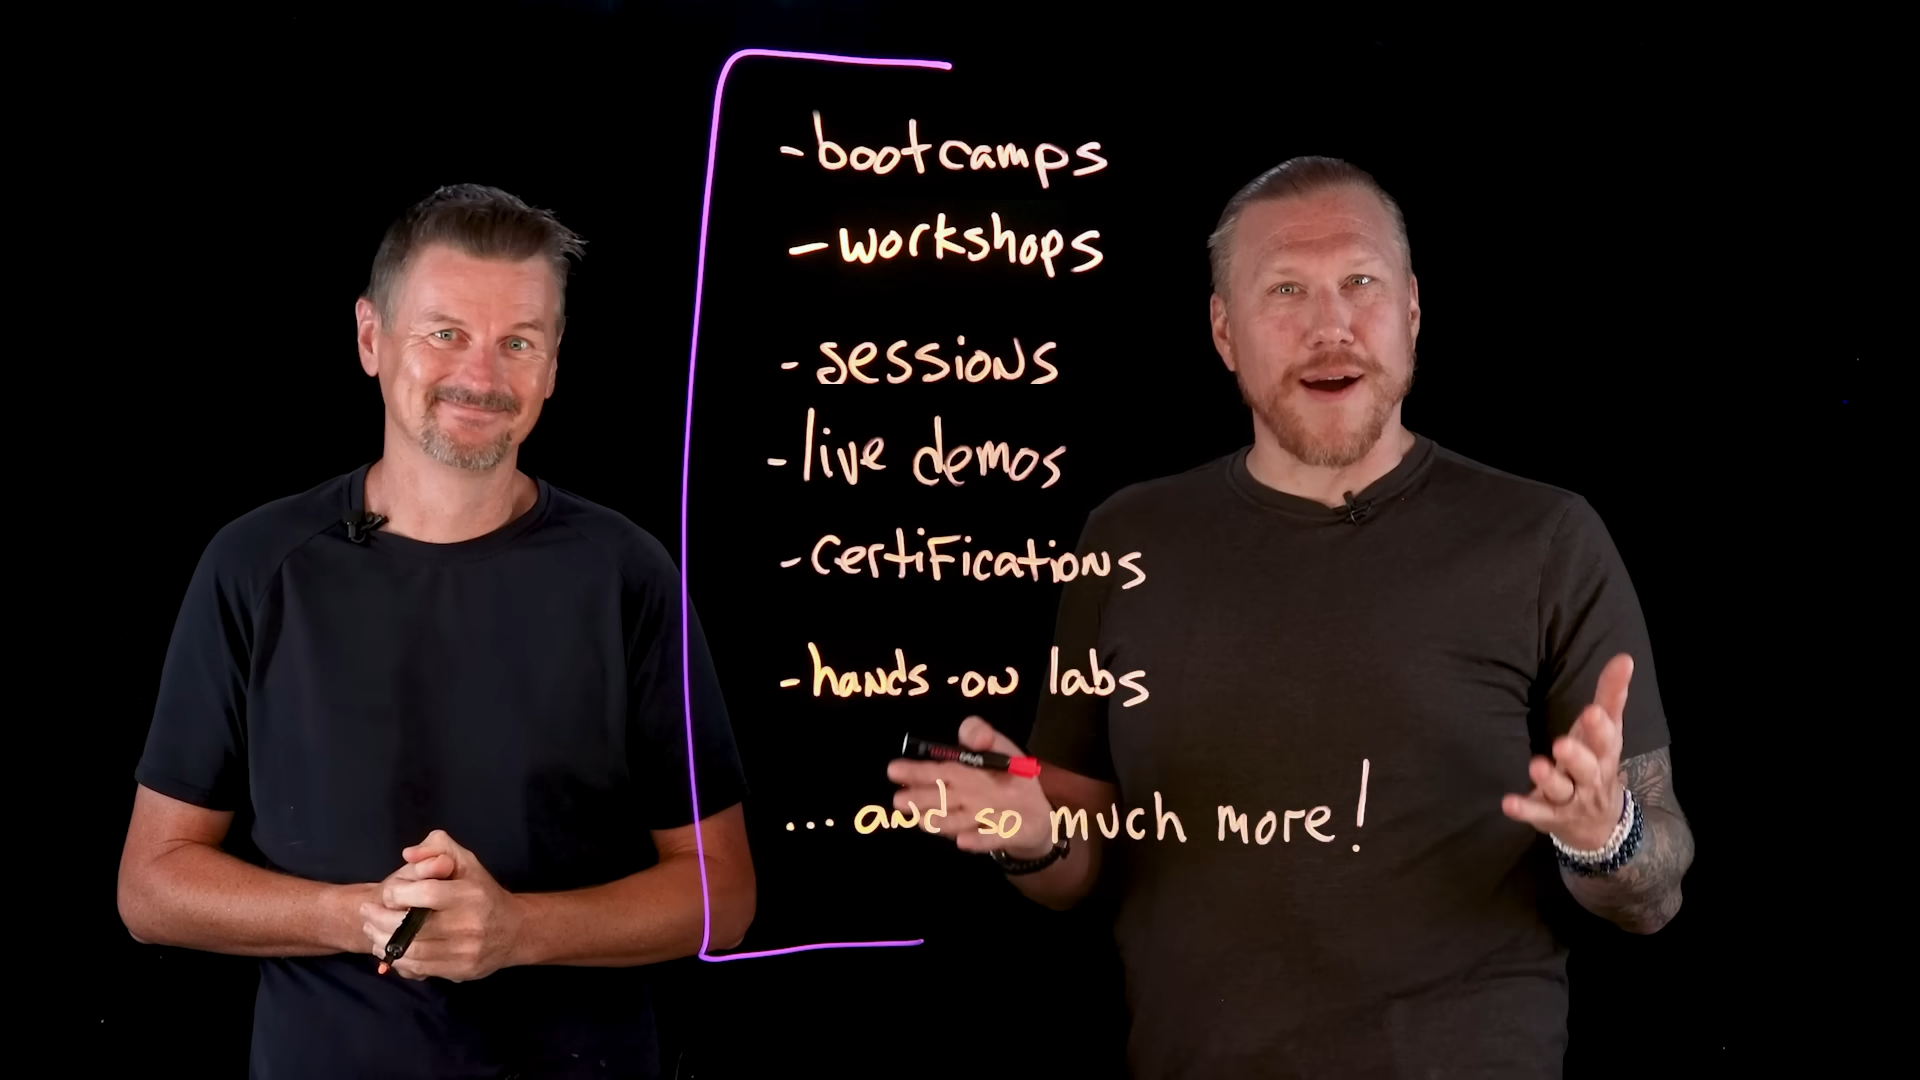 - bootcamps
- workshops
- sessions
- live demos
- certifications
- hands-on labs
... and so much more!